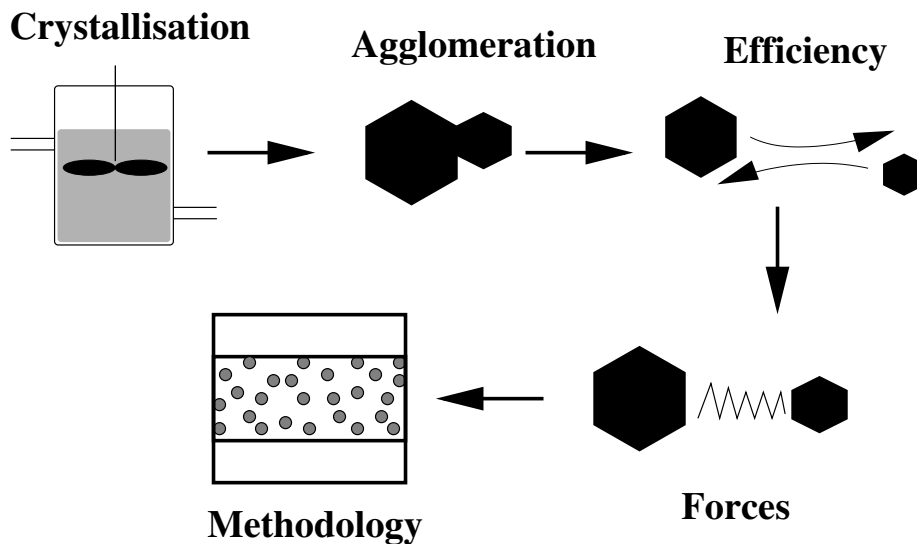 Crystallisation
Agglomeration
Efficiency
Forces
Methodology